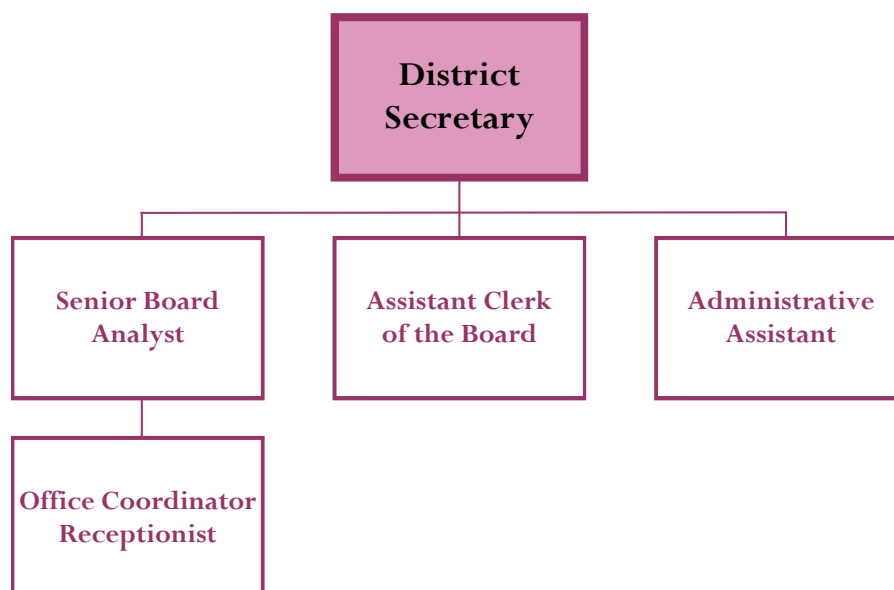 District
Secretary
Senior Board
Analyst
Assistant Clerk
of the Board
Administrative
Assistant
Office Coordinator
Receptionist